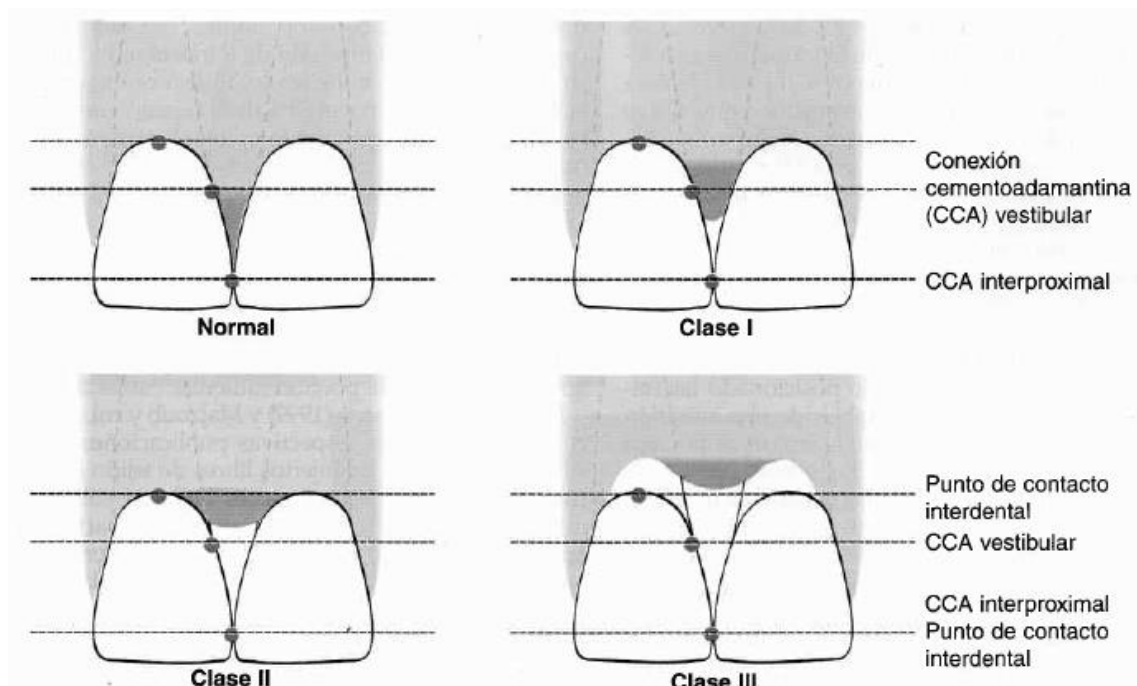 Conexión
cementoadamantina
(CCA) vestibular
CCA interproximal
Normal
Clase I
Punto de contacto
interdental
CCA vestibular
CCA interproximal
Punto de contacto
interdental
Clase II
Clase III